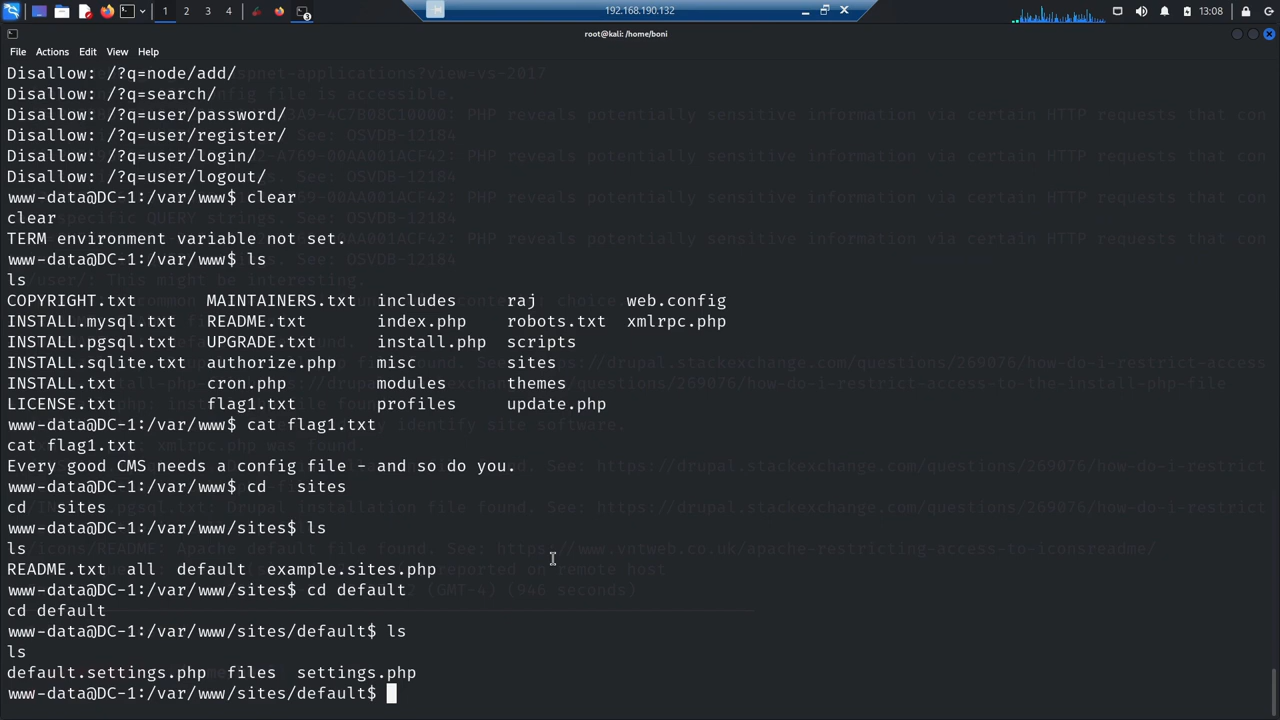 1 2 3 4
3
192.168.190.132
13:08
root@kali: /home/boni
File Actions Edit View Help
Disallow: /?q=node/add/
Disallow: /?q=search/
Disallow: /?q=user/password/
Disallow: /?q=user/register/
Disallow: /?q=user/login/
Disallow: /?q=user/logout/
www-data@DC-1:/var/www$ clear
clear
TERM environment variable not set.
www-data@DC-1:/var/www$ ls
ls
COPYRIGHT.txt MAINTAINERS.txt includes raj web.config
INSTALL.mysql.txt README.txt index.php robots.txt xmlrpc.php
INSTALL.pgsql.txt UPGRADE.txt install.php scripts
INSTALL.sqlite.txt authorize.php misc sites
INSTALL.txt cron.php modules themes
LICENSE.txt flag1.txt profiles update.php
www-data@DC-1:/var/www$ cat flag1.txt
cat flag1.txt
Every good CMS needs a config file - and so do you.
www-data@DC-1:/var/www$ cd   sites
cd   sites
www-data@DC-1:/var/www/sites$ ls
ls
README.txt all default example.sites.php
www-data@DC-1:/var/www/sites$ cd default
cd default
www-data@DC-1:/var/www/sites/default$ ls
ls
default.settings.php files settings.php
www-data@DC-1:/var/www/sites/default$